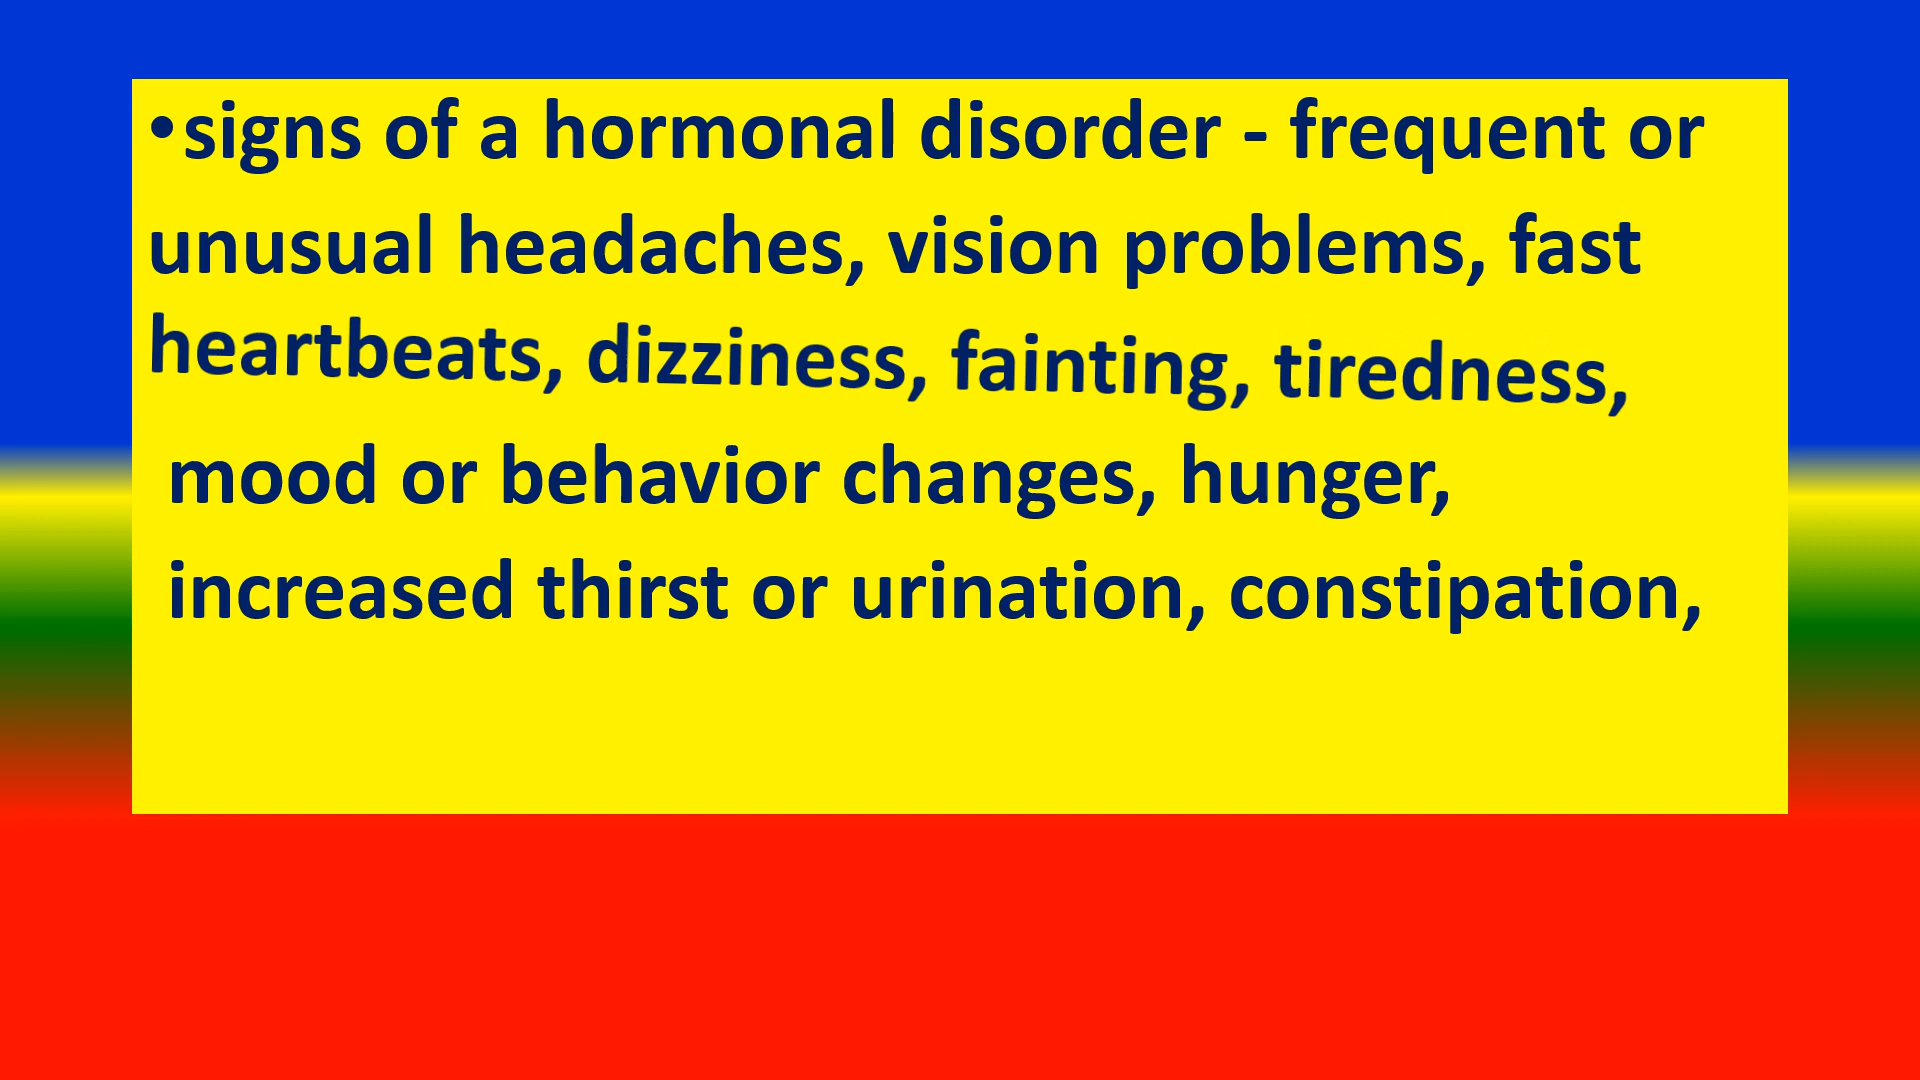 •signs of a hormonal disorder - frequent or
unusual headaches, vision problems, fast
heartbeats, dizziness, fainting, tiredness,
mood or behavior changes, hunger,
increased thirst or urination, constipation,